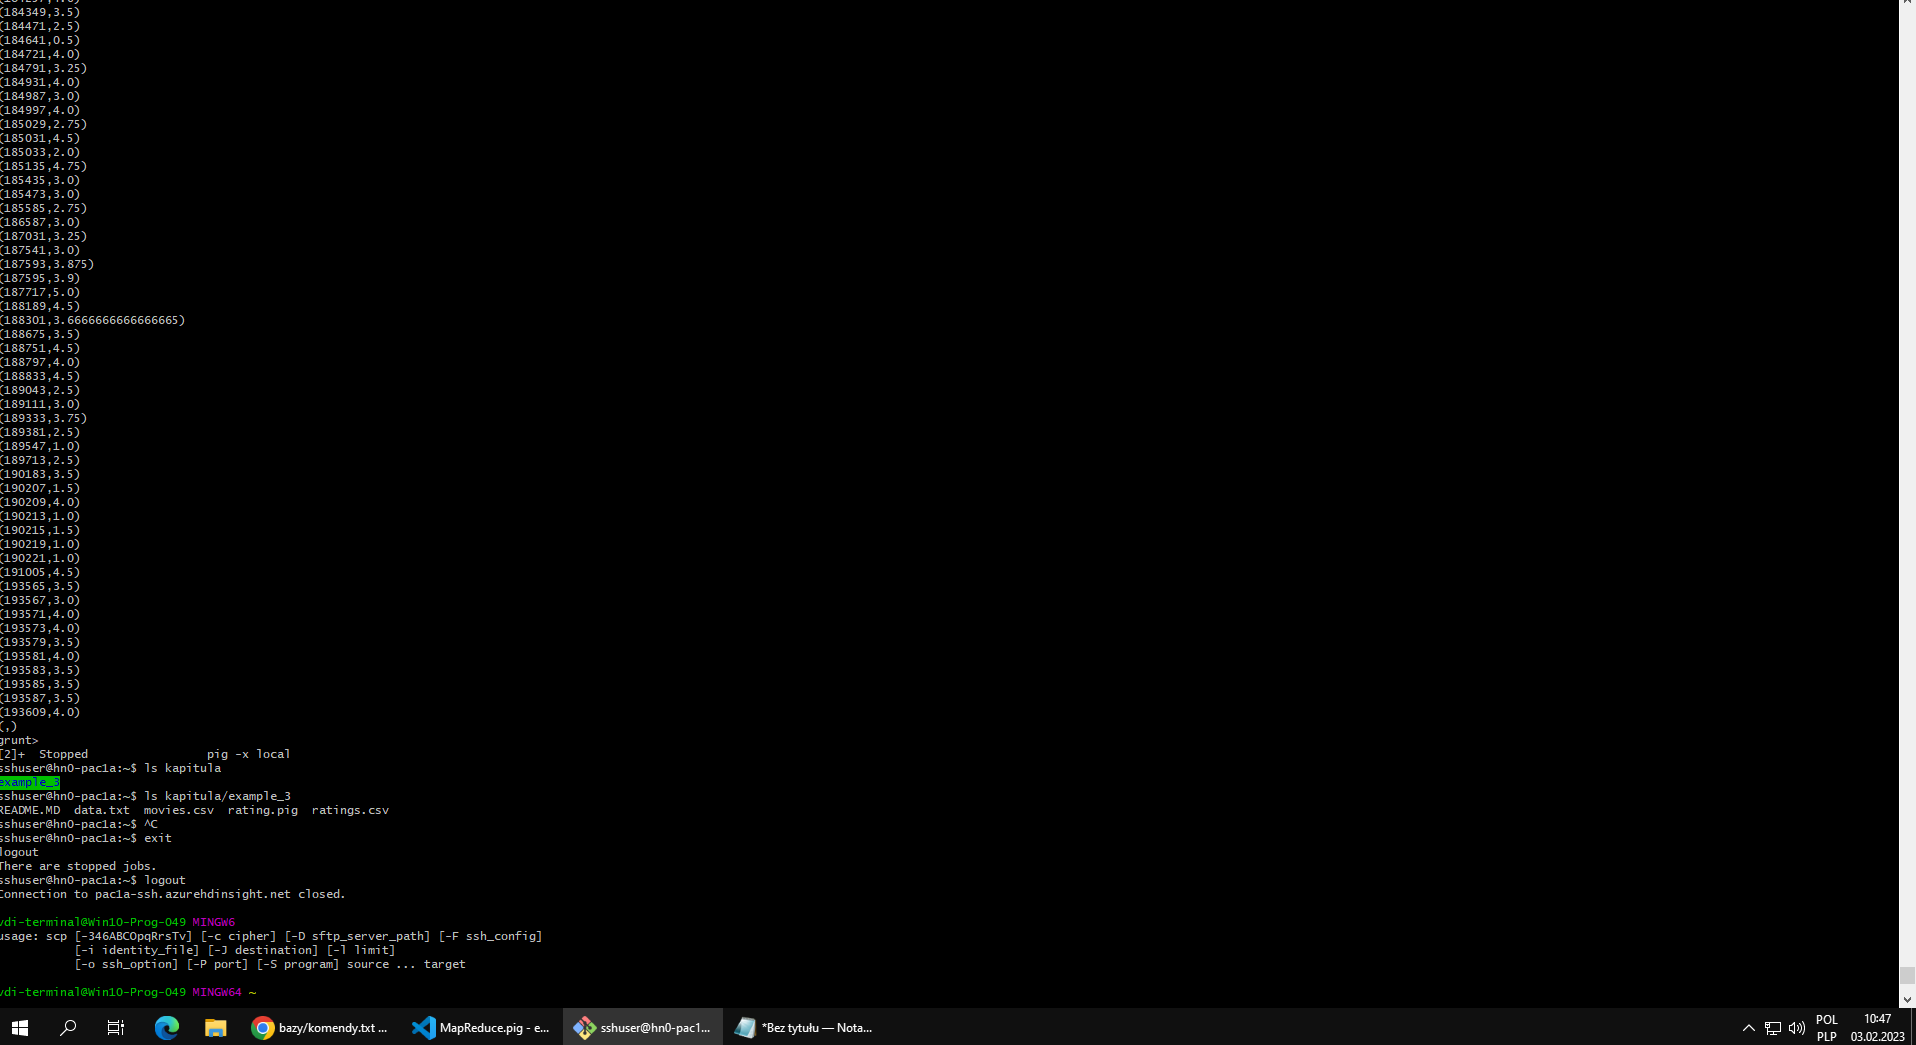 (184349,3.5)
(184471,2.5)
(184641,0.5)
(184721,4.0)
(184791,3.25)
(184931,4.0)
(184987,3.0)
(184997,4.0)
(185029,2.75)
(185031,4.5)
(185033,2.0)
(185135,4.75)
(185435,3.0)
(185473,3.0)
(185585,2.75)
(186587,3.0)
(187031,3.25)
(187541,3.0)
(187593,3.875)
(187595,3.9)
(187717,5.0)
(188189,4.5)
(188301,3.6666666666666665)
(188675,3.5)
(188751,4.5)
(188797,4.0)
(188833,4.5)
(189043,2.5)
(189111,3.0)
(189333,3.75)
(189381,2.5)
(189547,1.0)
(189713,2.5)
(190183,3.5)
(190207,1.5)
(190209,4.0)
(190213,1.0)
(190215,1.5)
(190219,1.0)
(190221,1.0)
(191005,4.5)
(193565,3.5)
(193567,3.0)
(193571,4.0)
(193573,4.0)
(193579,3.5)
(193581,4.0)
(193583,3.5)
(193585,3.5)
(193587,3.5)
(193609,4.0)
(,)
grunt>
[2]+  Stopped                 pig -x local
sshuser@hn0-pac1a:~$ ls kapitula
example_3
sshuser@hn0-pac1a:~$ ls kapitula/example_3
README.MD  data.txt  movies.csv  rating.pig  ratings.csv
sshuser@hn0-pac1a:~$ ^C
sshuser@hn0-pac1a:~$ exit
logout
There are stopped jobs.
sshuser@hn0-pac1a:~$ logout
Connection to pac1a-ssh.azurehdinsight.net closed.
vdi-terminal@Win10-Prog-049 MINGW6
usage: scp [-346ABCOpqRrsTv] [-c cipher] [-D sftp_server_path] [-F ssh_config]
           [-i identity_file] [-J destination] [-l limit]
           [-o ssh_option] [-P port] [-S program] source ... target
vdi-terminal@Win10-Prog-049 MINGW64 ~
bazy/komendy.txt ...
MapReduce.pig - e...
sshuser@hn0-pac1...
*Bez tytułu — Nota...
POL
PLP
10:47
03.02.2023